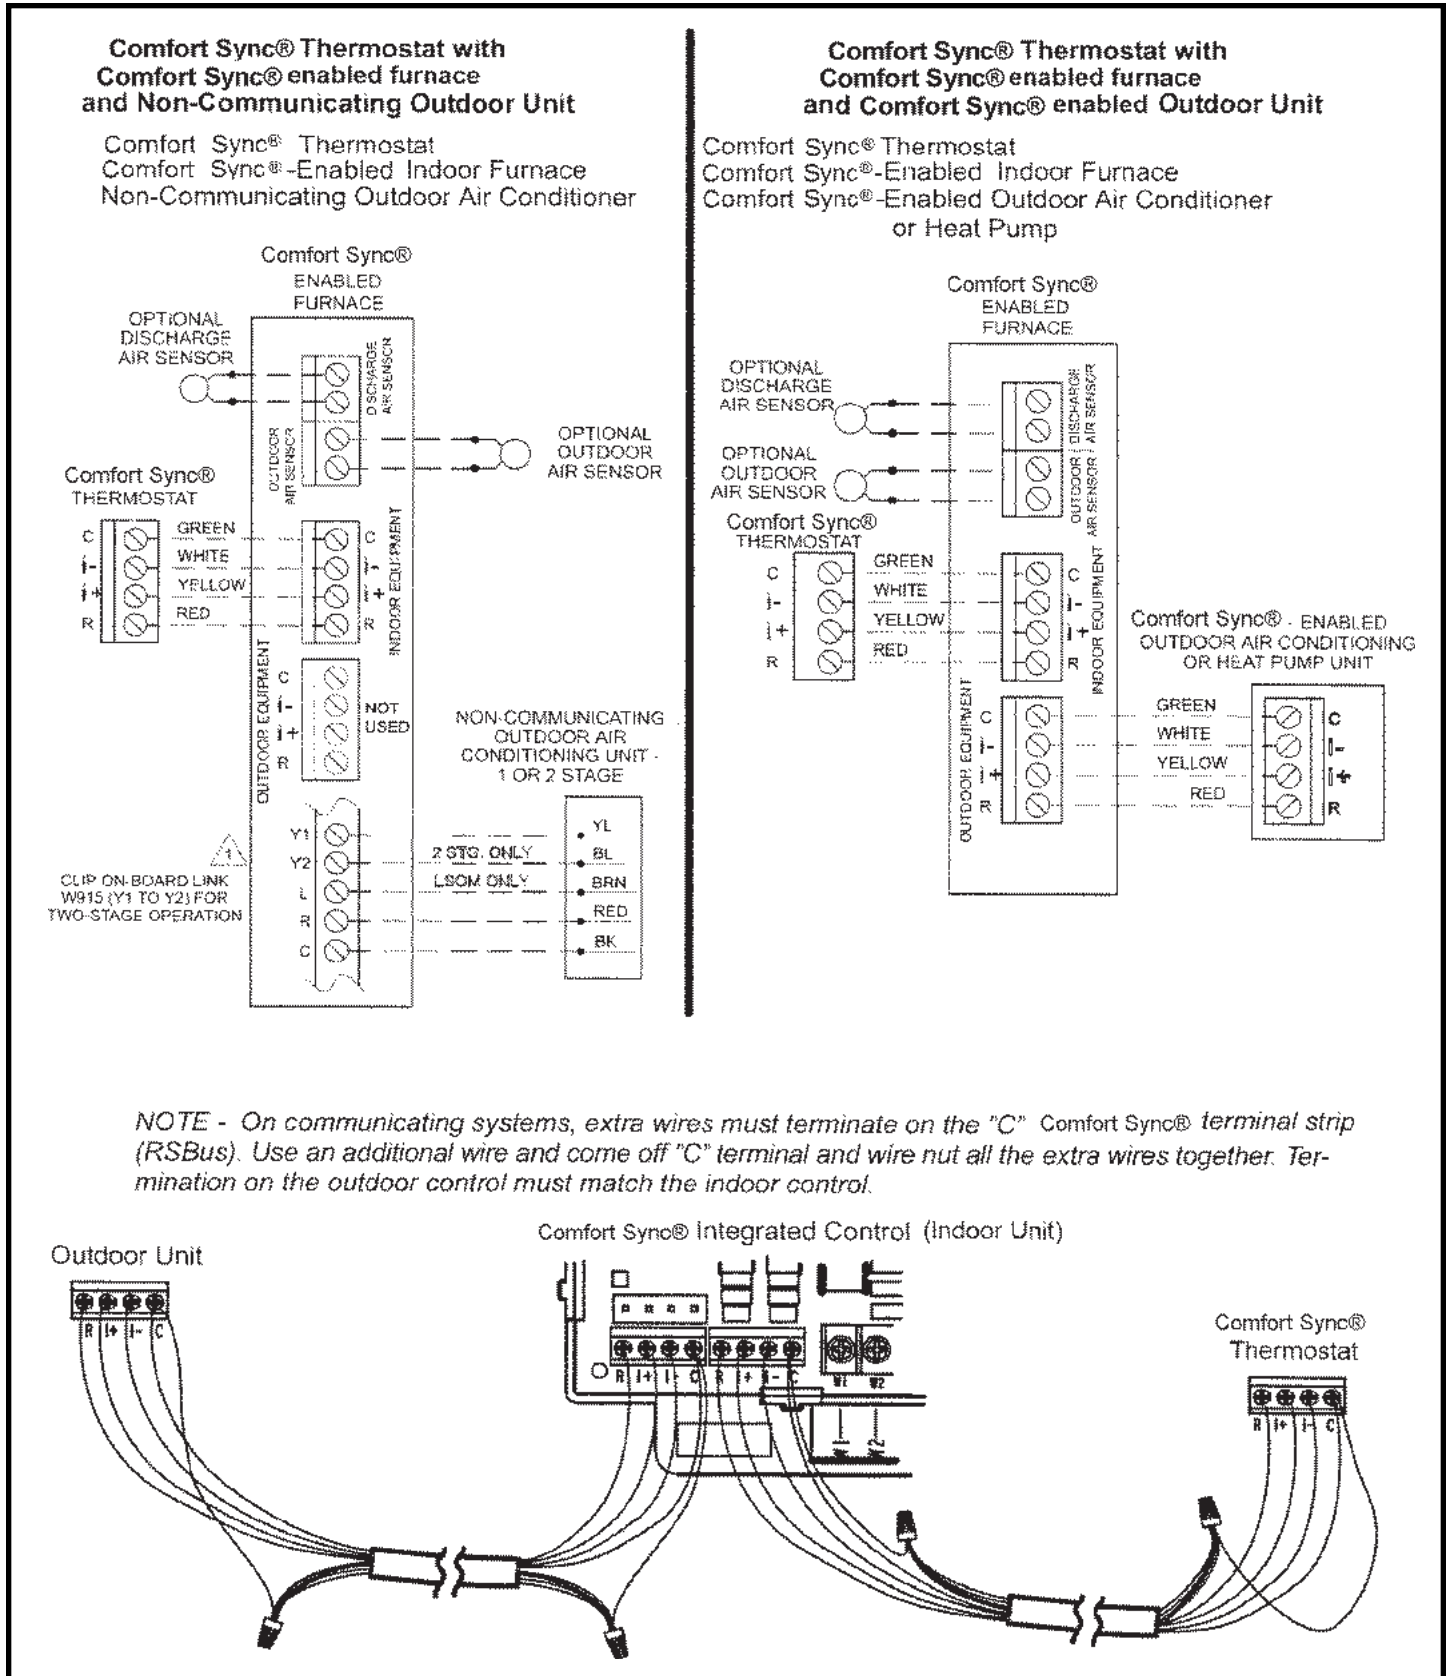 Comfort Sync® Thermostat with
Comfort Sync® enabled furnace
and Non-Communicating Outdoor Unit
Comfort Sync® Thermostat
Comfort Sync®-Enabled Indoor Furnace
Non-Communicating Outdoor Air Conditioner
Comfort Sync®
ENABLED
FURNACE
OPTIONAL
DISCHARGE
AIR SENSOR
DISCHARGE
AIR SENSOR
OUTDOOR
AIR SENSOR
OPTIONAL
OUTDOOR
AIR SENSOR
Comfort Sync®
THERMOSTAT
C
GREEN
C
i-
WHITE
i-
i+
YELLOW
i+
R
RED
R
INDOOR EQUIPMENT
OUTDOOR EQUIPMENT
C
i-
i+
R
NOT
USED
NON-COMMUNICATING
OUTDOOR AIR
CONDITIONING UNIT -
1 OR 2 STAGE
Y1
YL
Y2
2 STG. ONLY
BL
L
LSOM ONLY
BRN
R
RED
C
BK
1
CLIP ON-BOARD LINK
W915 (Y1 TO Y2) FOR
TWO-STAGE OPERATION
Comfort Sync® Thermostat with
Comfort Sync® enabled furnace
and Comfort Sync® enabled Outdoor Unit
Comfort Sync® Thermostat
Comfort Sync®-Enabled Indoor Furnace
Comfort Sync®-Enabled Outdoor Air Conditioner
or Heat Pump
Comfort Sync®
ENABLED
FURNACE
OPTIONAL
DISCHARGE
AIR SENSOR
DISCHARGE
AIR SENSOR
OPTIONAL
OUTDOOR
AIR SENSOR
OUTDOOR
AIR SENSOR
Comfort Sync®
THERMOSTAT
C
GREEN
C
i-
WHITE
i-
i+
YELLOW
i+
R
RED
R
INDOOR EQUIPMENT
Comfort Sync® - ENABLED
OUTDOOR AIR CONDITIONING
OR HEAT PUMP UNIT
OUTDOOR EQUIPMENT
C
GREEN
C
i-
WHITE
i-
i+
YELLOW
i+
R
RED
R
NOTE - On communicating systems, extra wires must terminate on the "C" Comfort Sync® terminal strip
(RSBus). Use an additional wire and come off "C" terminal and wire nut all the extra wires together. Ter-
mination on the outdoor control must match the indoor control.
Comfort Sync® Integrated Control (Indoor Unit)
Outdoor Unit
R I+ I- C
R I+ I- C R I+ I- C
W1 W2
W1 W2
Comfort Sync®
Thermostat
R I+ I- C